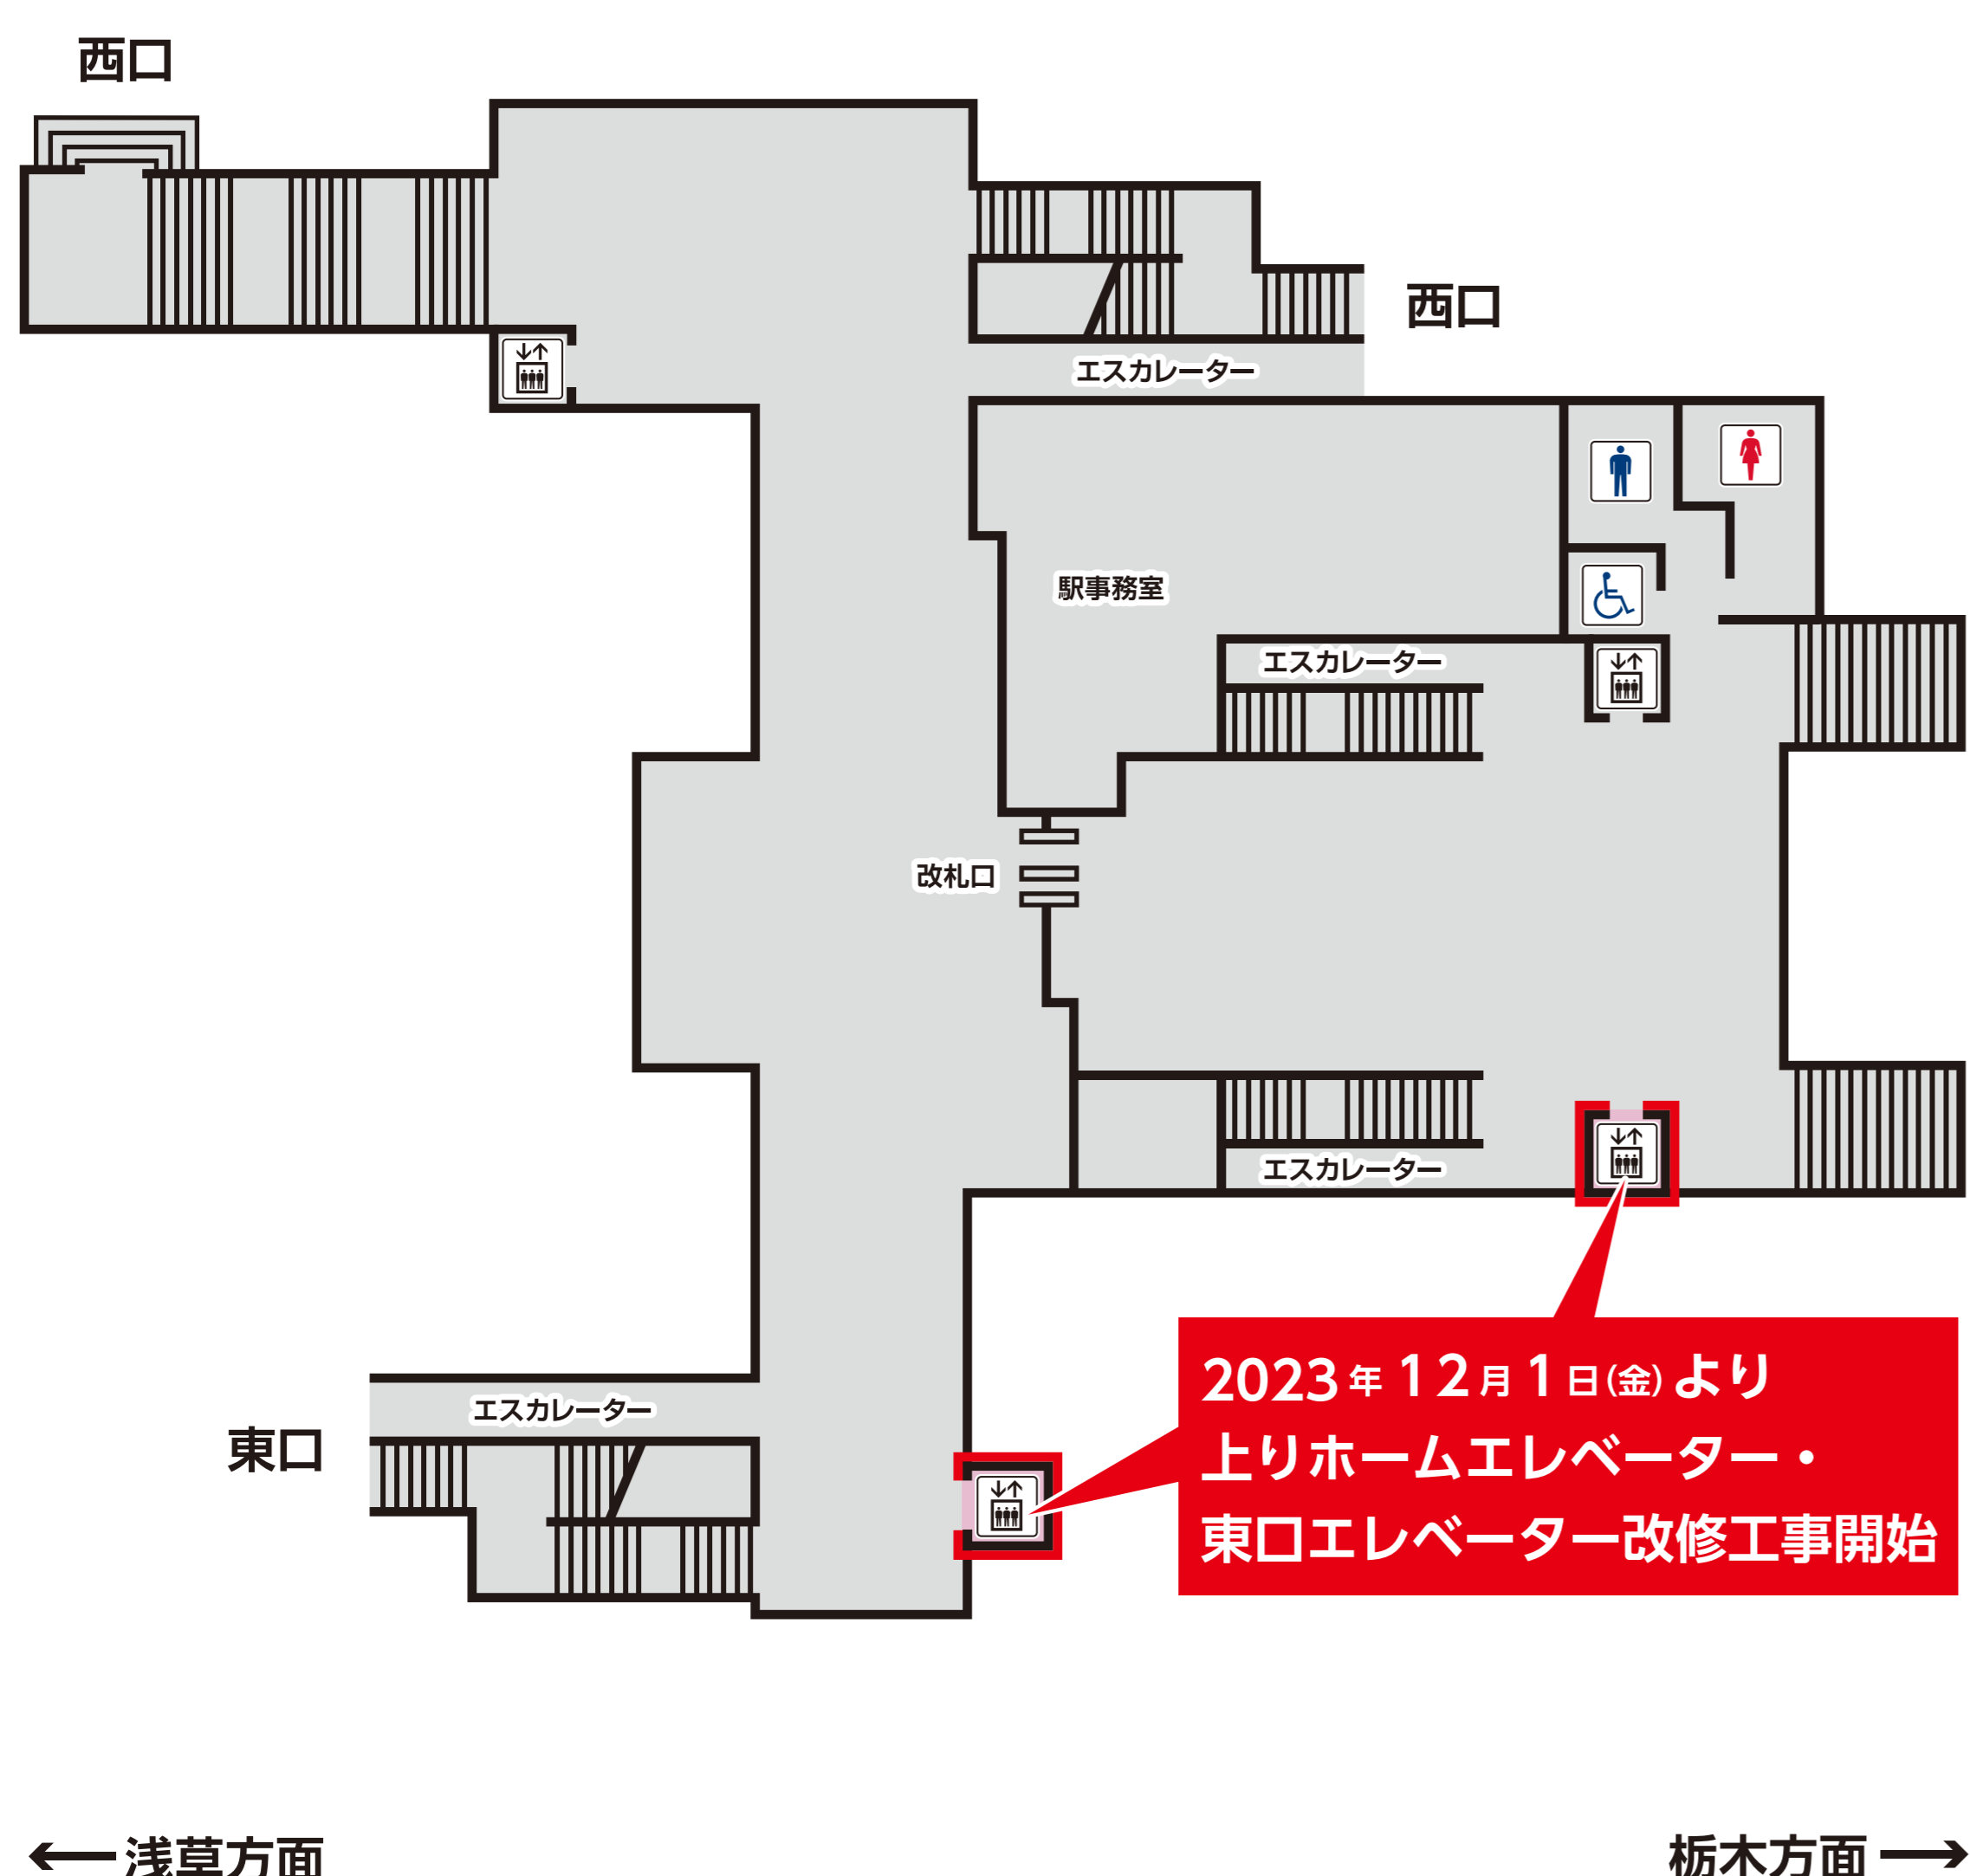 西口
西口
エスカレーター
駅事務室
エスカレーター
改札口
エスカレーター
2023年12月1日(金)より
上りホームエレベーター・
東口エレベーター改修工事開始
エスカレーター
東口
←浅草方面
栃木方面→